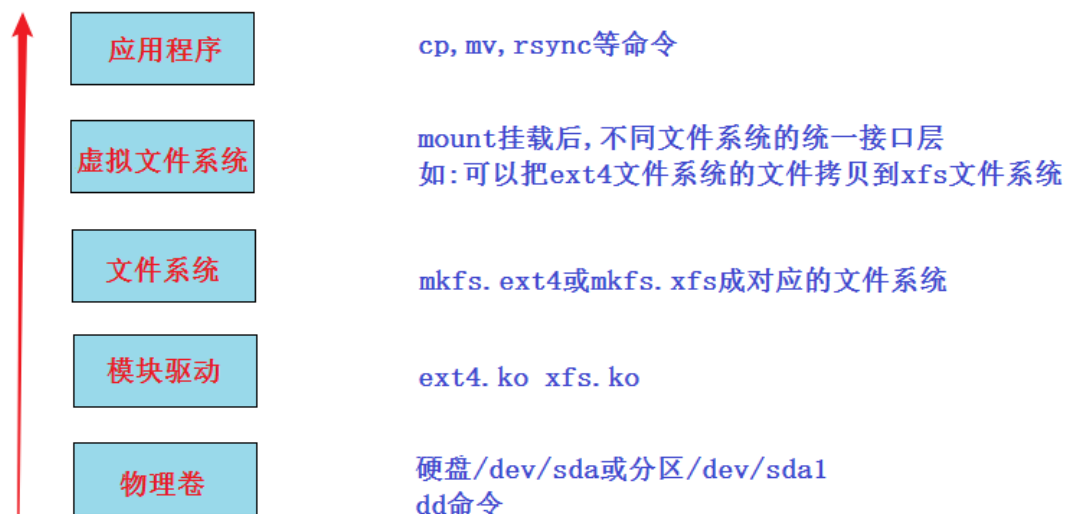 应用程序
cp,mv,rsync等命令
虚拟文件系统
mount挂载后,不同文件系统的统一接口层
如:可以把ext4文件系统的文件拷贝到xfs文件系统
文件系统
mkfs.ext4或mkfs.xfs成对应的文件系统
模块驱动
ext4.ko xfs.ko
物理卷
硬盘/dev/sda或分区/dev/sda1
dd命令